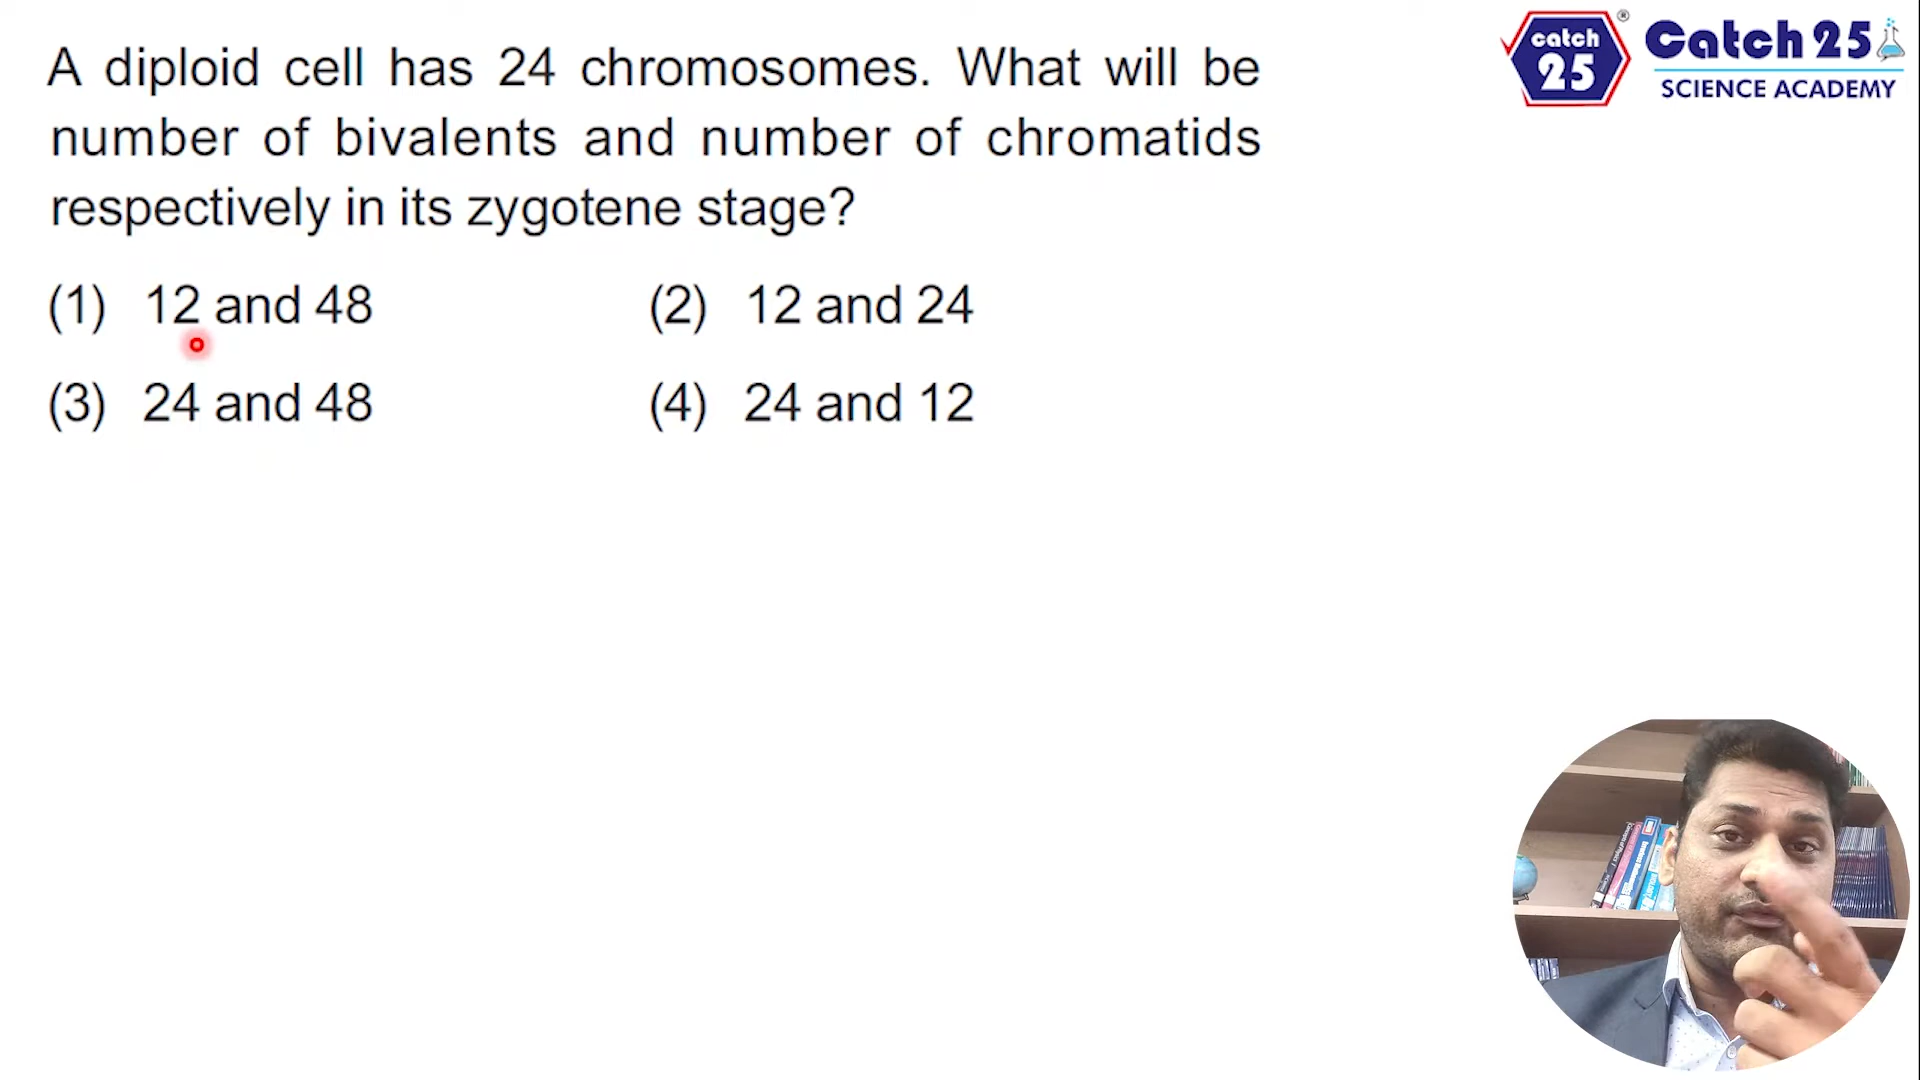 A diploid cell has 24 chromosomes. What will be
number of bivalents and number of chromatids
respectively in its zygotene stage?
(1) 12 and 48 (2) 12 and 24
(3) 24 and 48 (4) 24 and 12
catch
25
®
Catch 25
SCIENCE ACADEMY